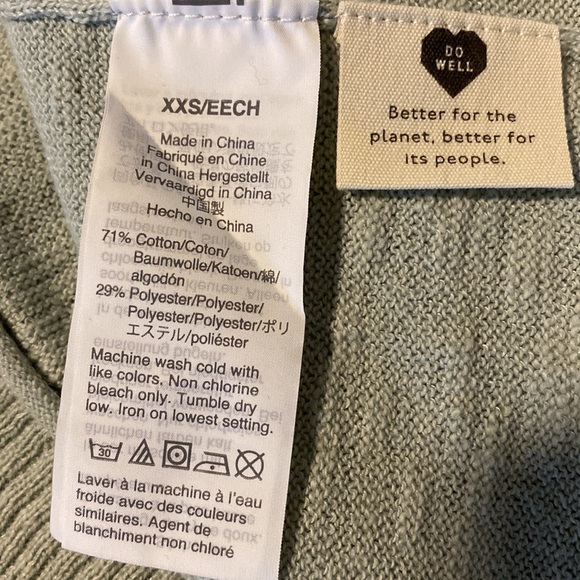 XXS/EECH
Made in China
Fabriqué en Chine
in China Hergestellt
Vervaardigd in China
中国製
Hecho en China
71% Cotton/Coton/
Baumwolle/Katoen/綿/
algodón
29% Polyester/Polyester/
Polyester/Polyester/ポリ
エステル/poliéster
Machine wash cold with
like colors. Non chlorine
bleach only. Tumble dry
low. Iron on lowest setting.
30
Laver à la machine à l'eau
froide avec des couleurs
similaires. Agent de
blanchiment non chloré
DO
WELL
Better for the
planet, better for
its people.